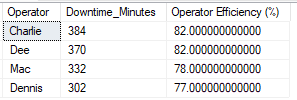 Operator Downtime_Minutes Operator Efficiency (%)
Charlie 384 82.000000000000
Dee 370 82.000000000000
Mac 332 78.000000000000
Dennis 302 77.000000000000